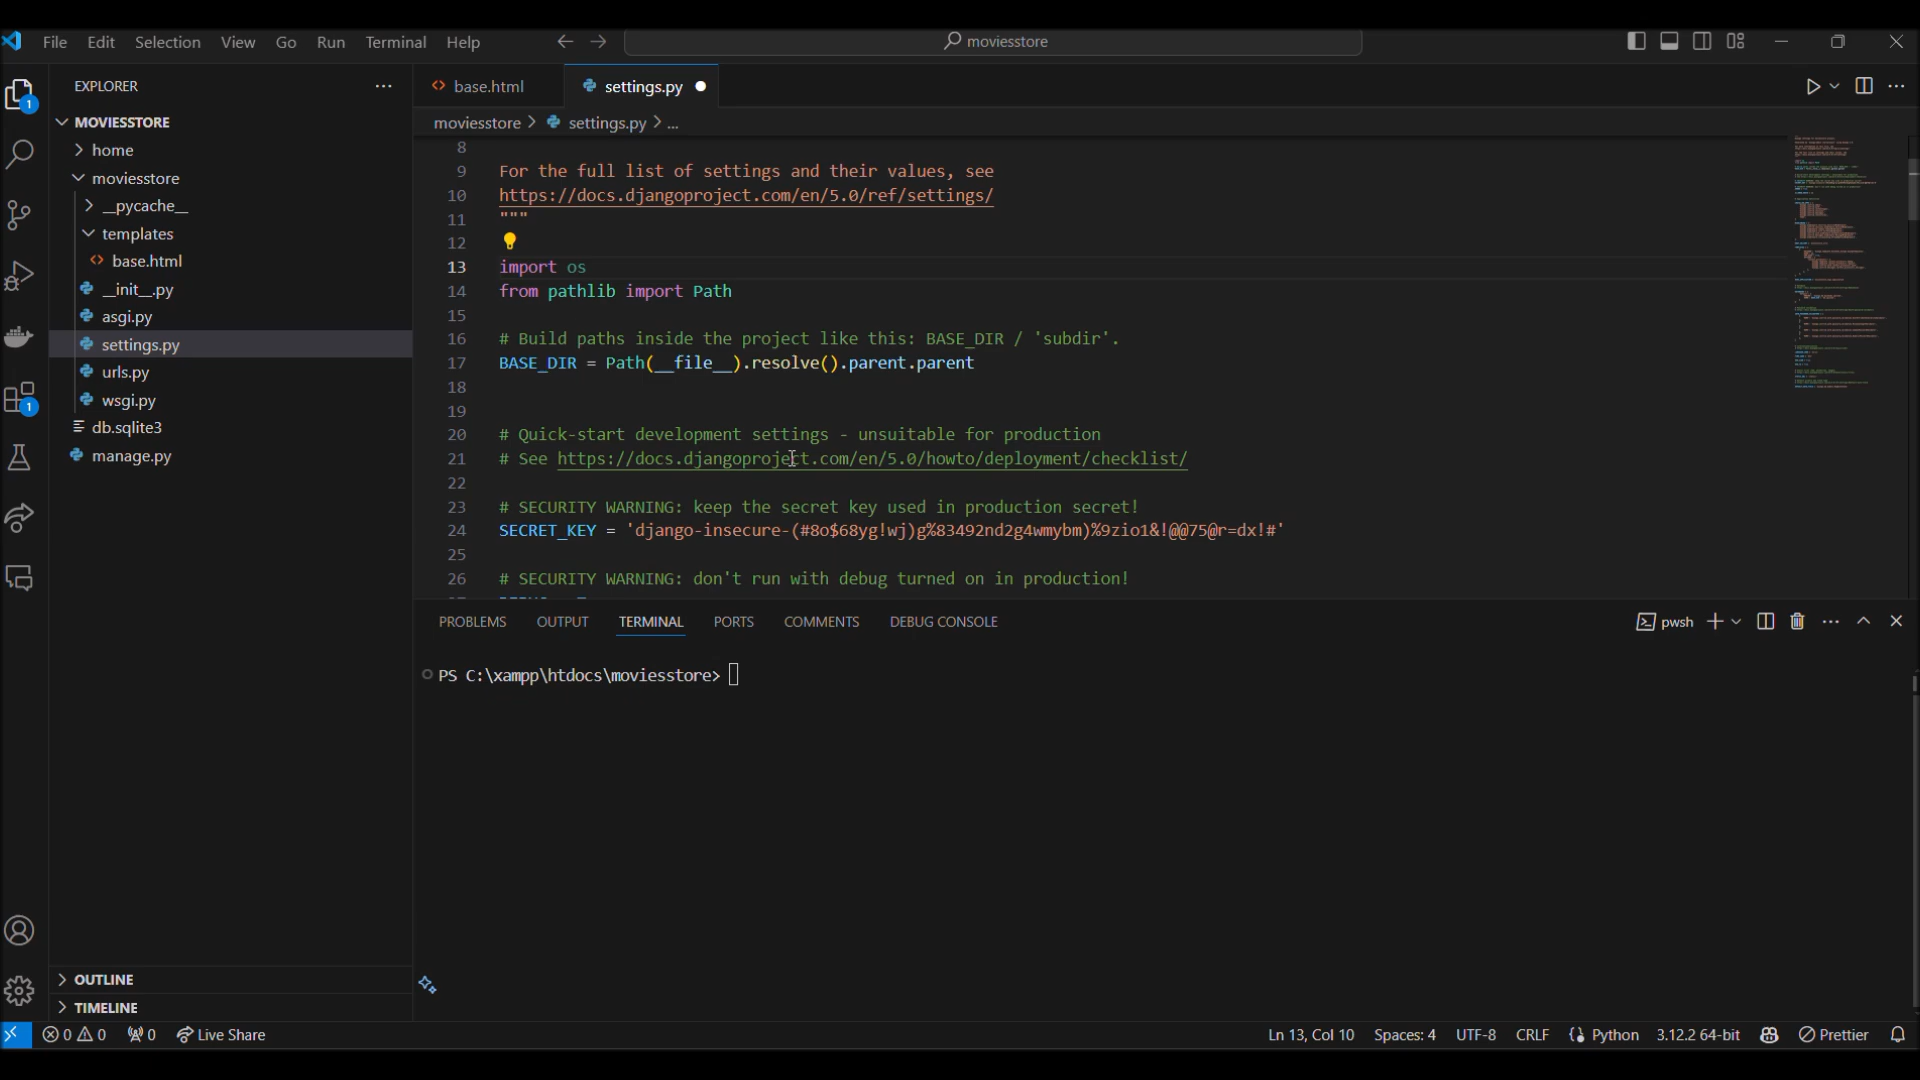 File Edit Selection View Go Run Terminal Help
moviesstore
EXPLORER
MOVIESSTORE
home
moviesstore
__pycache__
templates
base.html
__init__.py
asgi.py
settings.py
urls.py
wsgi.py
db.sqlite3
manage.py
OUTLINE
TIMELINE
1
1
base.html
settings.py
moviesstore > settings.py > ...
8
9 For the full list of settings and their values, see
10 https://docs.djangoproject.com/en/5.0/ref/settings/
11 """
12
13 import os
14 from pathlib import Path
15
16 # Build paths inside the project like this: BASE_DIR / 'subdir'.
17 BASE_DIR = Path(__file__).resolve().parent.parent
18
19
20 # Quick-start development settings - unsuitable for production
21 # See https://docs.djangoproject.com/en/5.0/howto/deployment/checklist/
22
23 # SECURITY WARNING: keep the secret key used in production secret!
24 SECRET_KEY = 'django-insecure-(#8o$68yg!wj)g%83492nd2g4wmybm)%9zio1&!@@75@r=dx!#'
25
26 # SECURITY WARNING: don't run with debug turned on in production!
PROBLEMS OUTPUT TERMINAL PORTS COMMENTS DEBUG CONSOLE
pwsh
PS C:\xampp\htdocs\moviesstore>
0 0 0 Live Share
Ln 13, Col 10 Spaces: 4 UTF-8 CRLF Python 3.12.2 64-bit Prettier